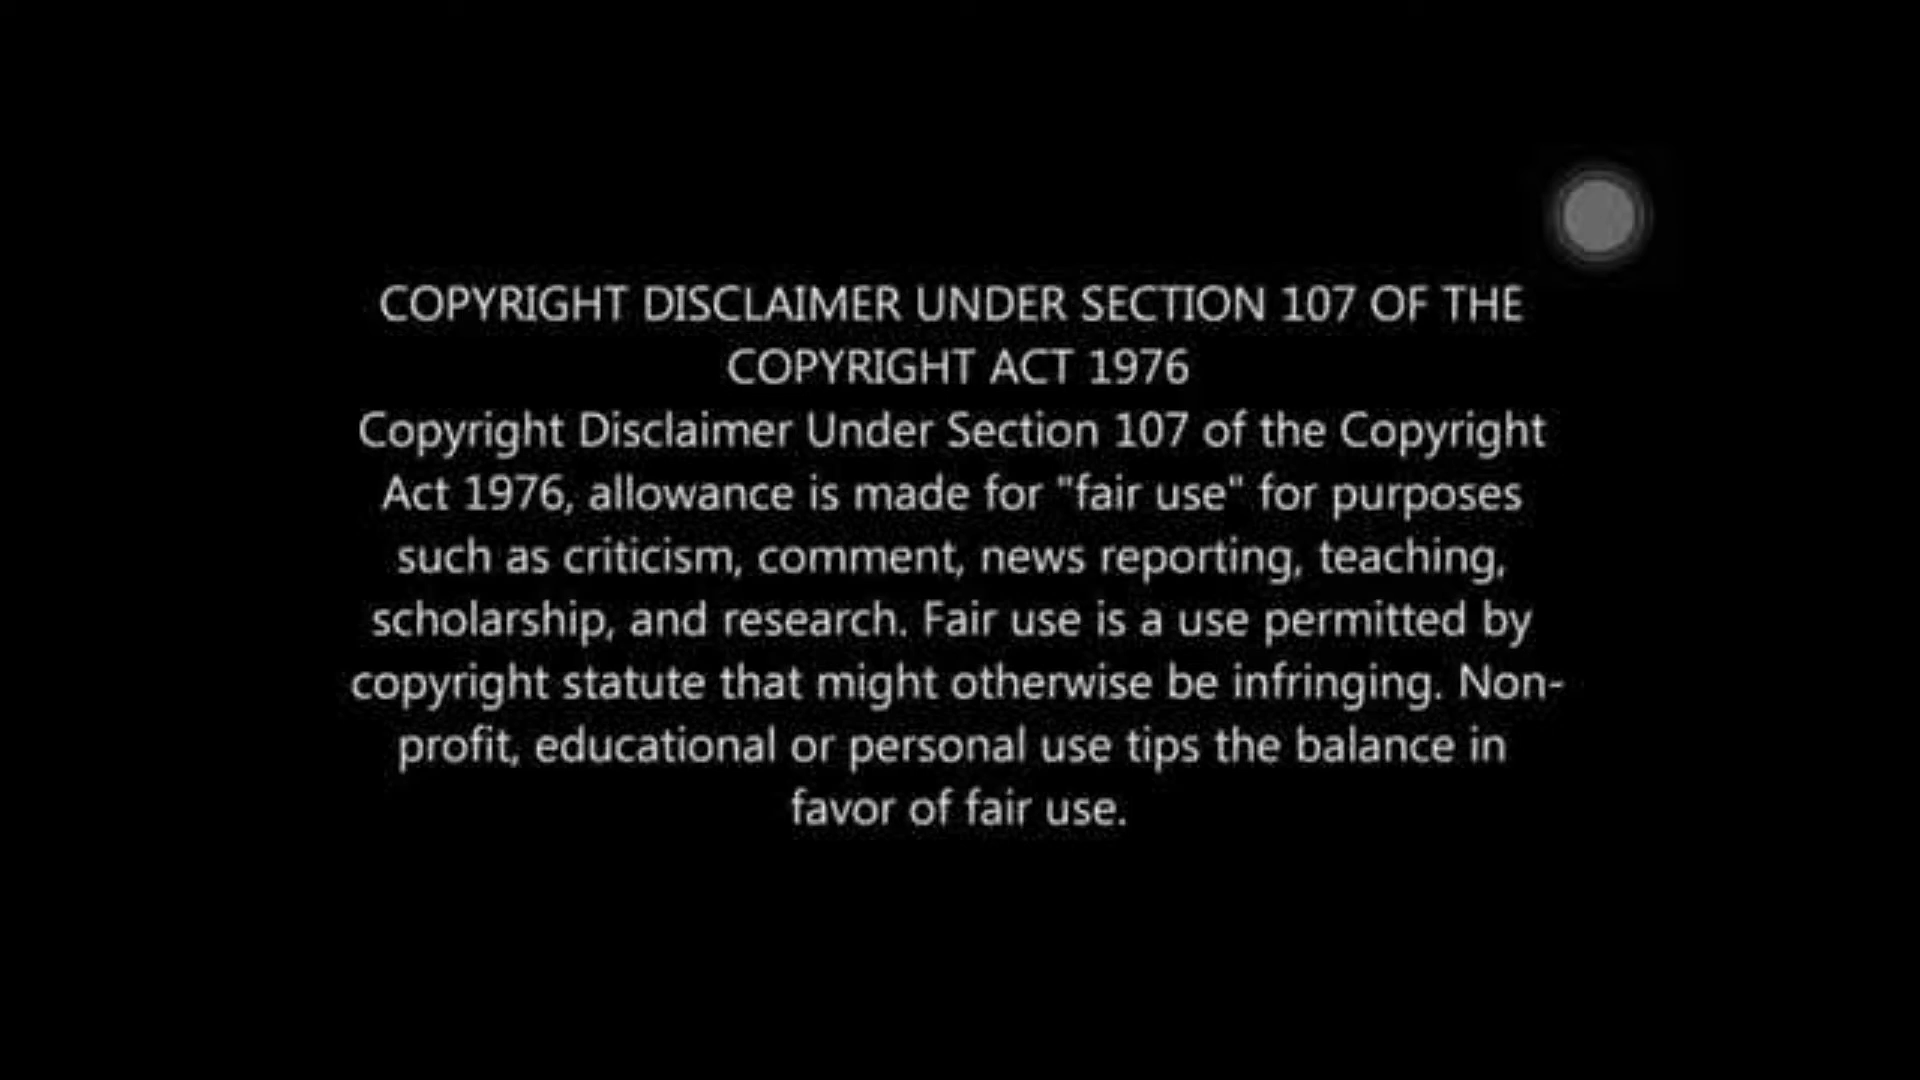 COPYRIGHT DISCLAIMER UNDER SECTION 107 OF THE
COPYRIGHT ACT 1976
Copyright Disclaimer Under Section 107 of the Copyright
Act 1976, allowance is made for "fair use" for purposes
such as criticism, comment, news reporting, teaching,
scholarship, and research. Fair use is a use permitted by
copyright statute that might otherwise be infringing. Non-
profit, educational or personal use tips the balance in
favor of fair use.